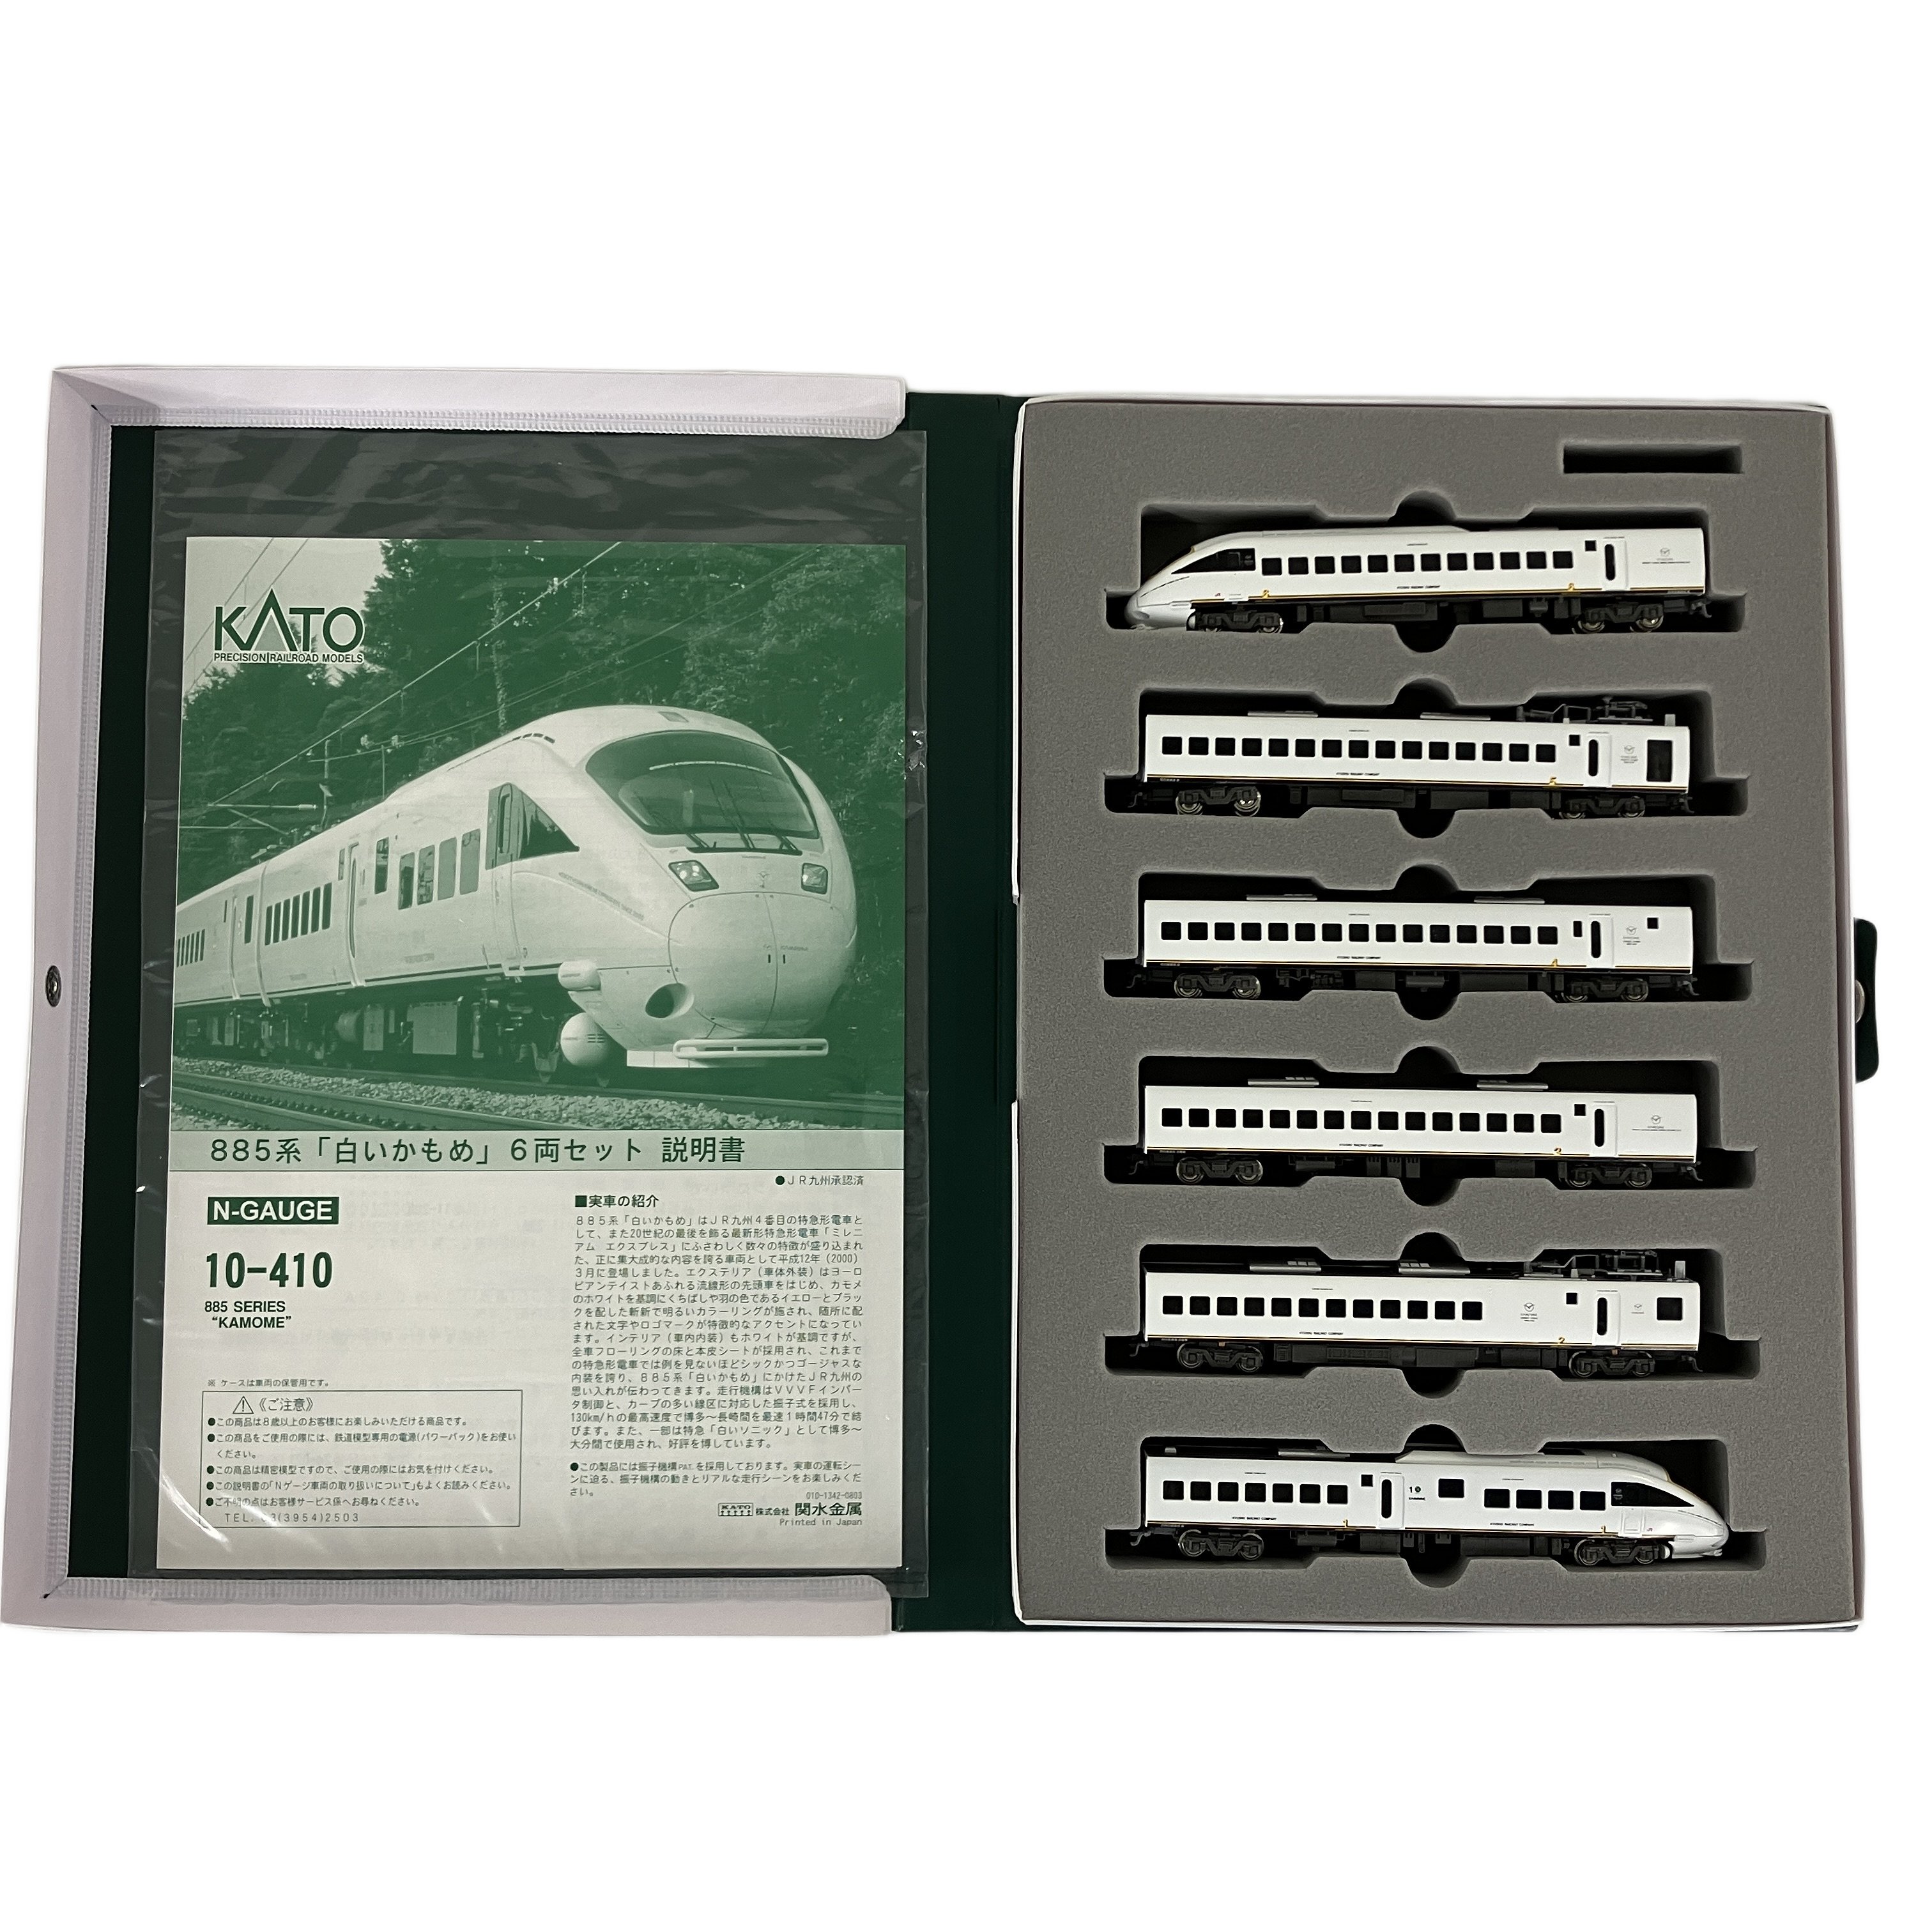 KATO
PRECISION RAILROAD MODELS
885系「白いかもめ」6両セット 説明書
●JR九州承認済
N-GAUGE
10-410
885 SERIES
"KAMOME"
※ ケースは車両の保管用です。
⚠《ご注意》
●この商品は8歳以上のお客様にお楽しみいただける商品です。
●この商品をご使用の際には、鉄道模型専用の電源(パワーパック)をお使い
ください。
●この商品は精密模型ですので、ご使用の際にはお気を付けください。
●この説明書の「Nゲージ車両の取り扱いについて」もよくお読みください。
●ご不明の点はお客様サービス係へお尋ねください。
TEL. 03(3954)2503
■実車の紹介
885系「白いかもめ」はJR九州4番目の特急形電車と
して、また20世紀の最後を飾る最新形特急形電車「ミレニ
アム エクスプレス」にふさわしく数々の特徴が盛り込まれ
た、正に集大成的な内容を誇る車両として平成12年(2000)
3月に登場しました。エクステリア(車体外装)はヨーロ
ピアンテイストあふれる流線形の先頭車をはじめ、カモメ
のホワイトを基調にくちばしや羽の色であるイエローとブラッ
クを配した斬新で明るいカラーリングが施され、随所に配
された文字やロゴマークが特徴的なアクセントになってい
ます。インテリア(車内内装)もホワイトが基調ですが、
全車フローリングの床と本皮シートが採用され、これまで
の特急形電車では例を見ないほどシックかつゴージャスな
内装を誇り、885系「白いかもめ」にかけたJR九州の
思い入れが伝わってきます。走行機構はVVVFインバー
タ制御と、カーブの多い線区に対応した振子式を採用し、
130km/hの最高速度で博多〜長崎間を最速1時間47分で結
びます。また、一部は特急「白いソニック」として博多〜
大分間で使用され、好評を博しています。
●この製品には振子機構PAT.を採用しております。実車の運転シー
ンに迫る、振子機構の動きとリアルな走行シーンをお楽しみくだ
さい。
010-1342-0803
KATO 株式会社 関水金属
Printed in Japan
KYUSHU RAILWAY COMPANY
KYUSHU RAILWAY COMPANY
KYUSHU RAILWAY COMPANY
KYUSHU RAILWAY COMPANY
KYUSHU RAILWAY COMPANY
KYUSHU RAILWAY COMPANY
KYUSHU RAILWAY COMPANY